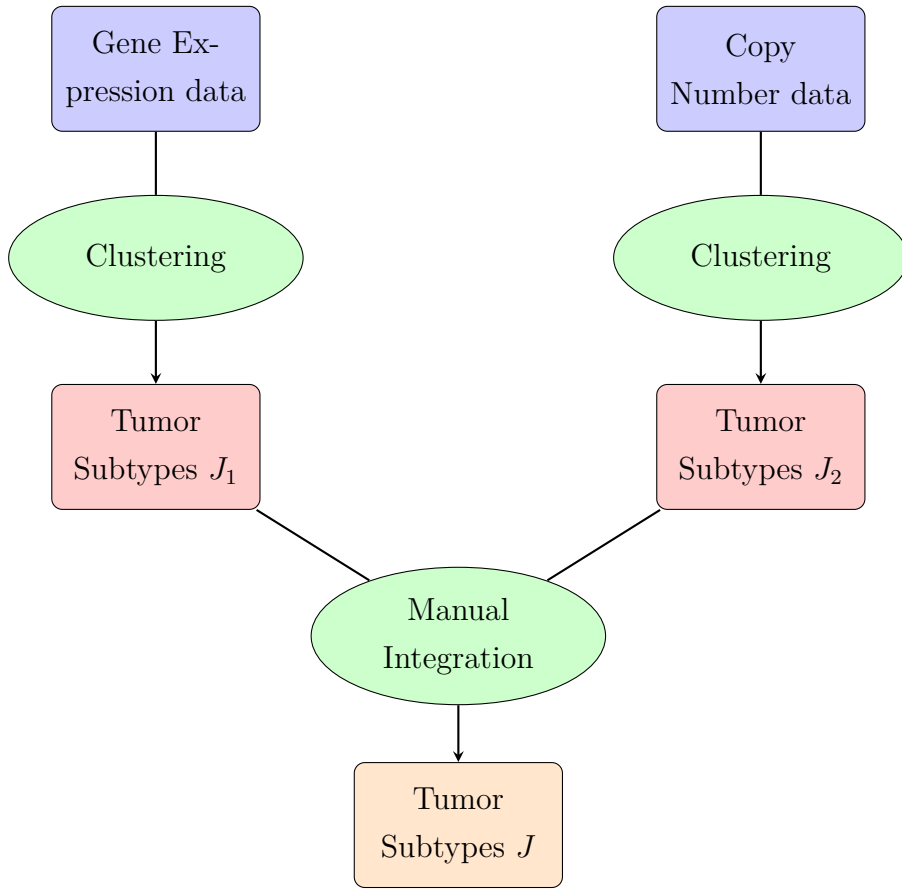 Gene Ex-
pression data
Copy
Number data
Clustering
Clustering
Tumor
Subtypes J₁
Tumor
Subtypes J₂
Manual
Integration
Tumor
Subtypes J